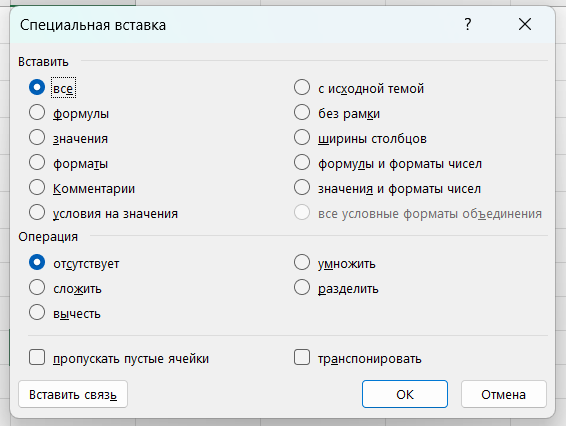 Специальная вставка
Вставить
все
с исходной темой
формулы
без рамки
значения
ширины столбцов
форматы
формулы и форматы чисел
Комментарии
значения и форматы чисел
условия на значения
все условные форматы объединения
Операция
отсутствует
умножить
сложить
разделить
вычесть
пропускать пустые ячейки
транспонировать
Вставить связь
ОК
Отмена